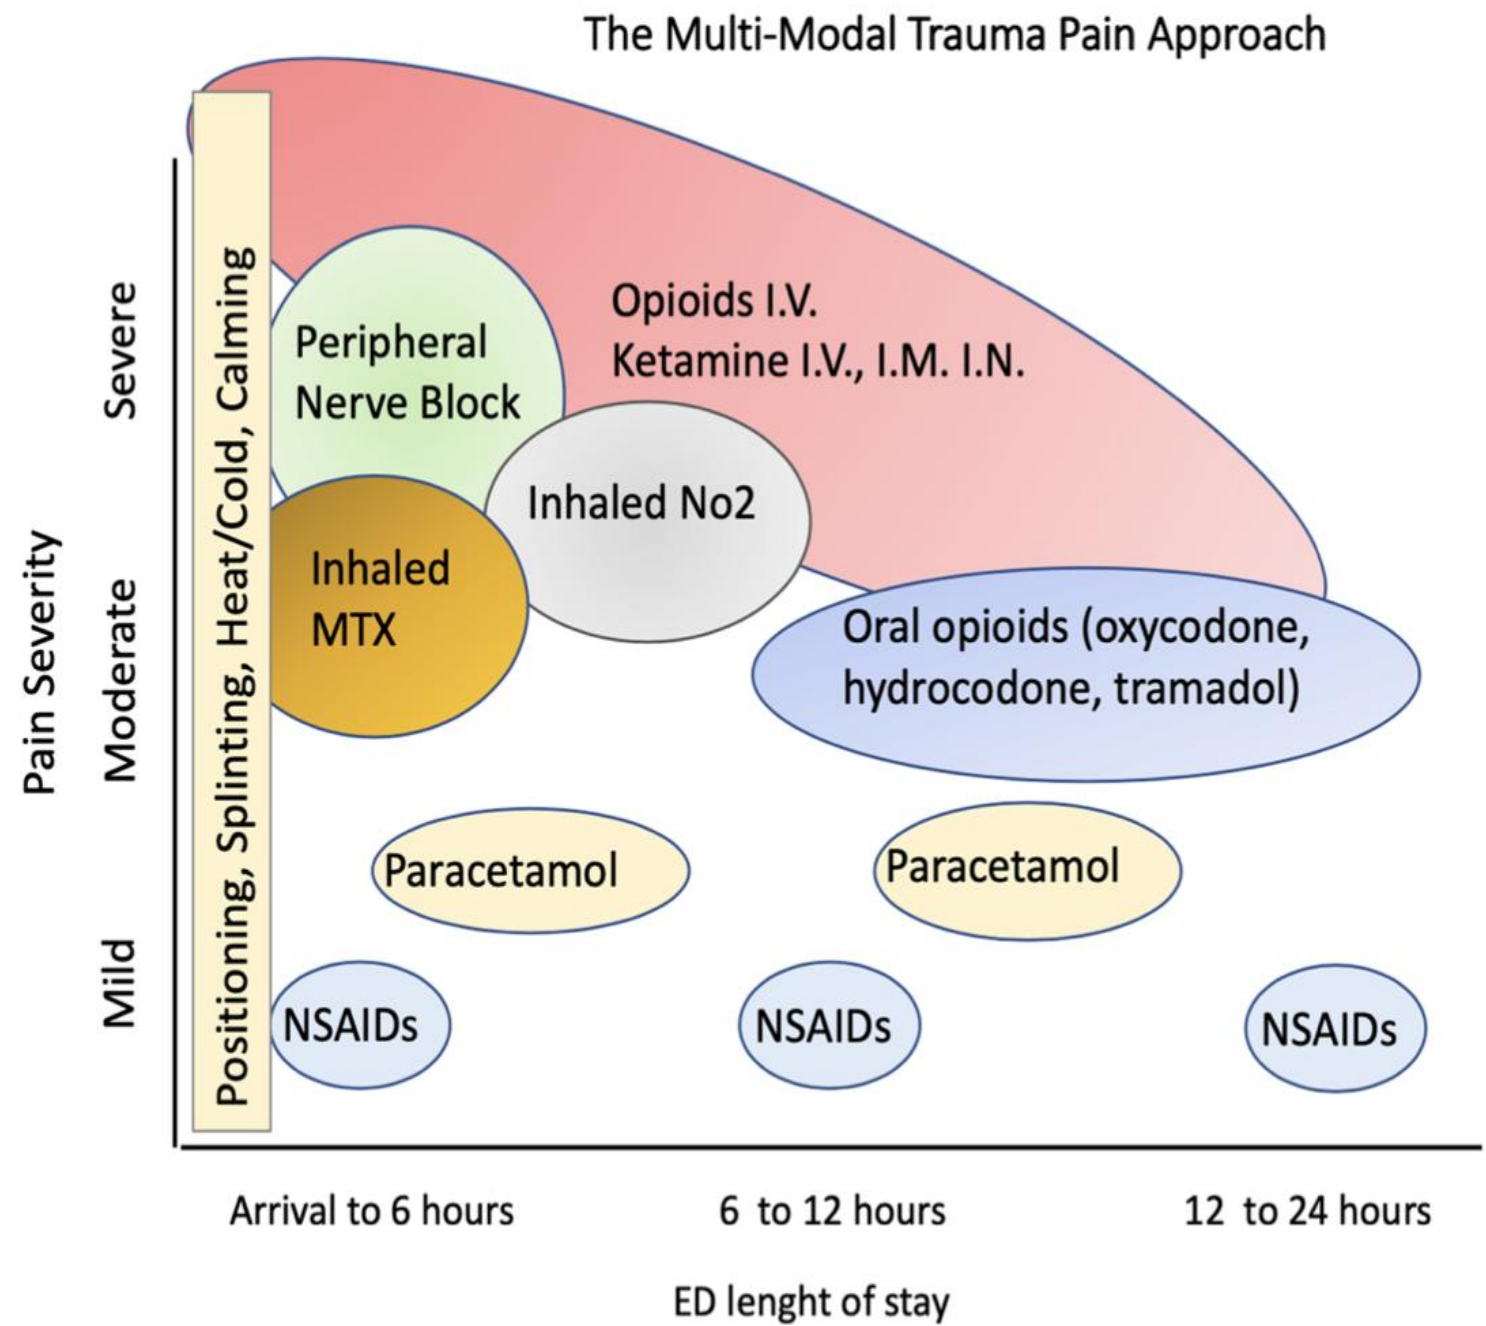 The Multi-Modal Trauma Pain Approach
Pain Severity
Severe
Moderate
Mild
Positioning, Splinting, Heat/Cold, Calming
Peripheral
Nerve Block
Opioids I.V.
Ketamine I.V., I.M. I.N.
Inhaled No2
Inhaled
MTX
Oral opioids (oxycodone,
hydrocodone, tramadol)
Paracetamol
Paracetamol
NSAIDs
NSAIDs
NSAIDs
Arrival to 6 hours
6 to 12 hours
12 to 24 hours
ED lenght of stay